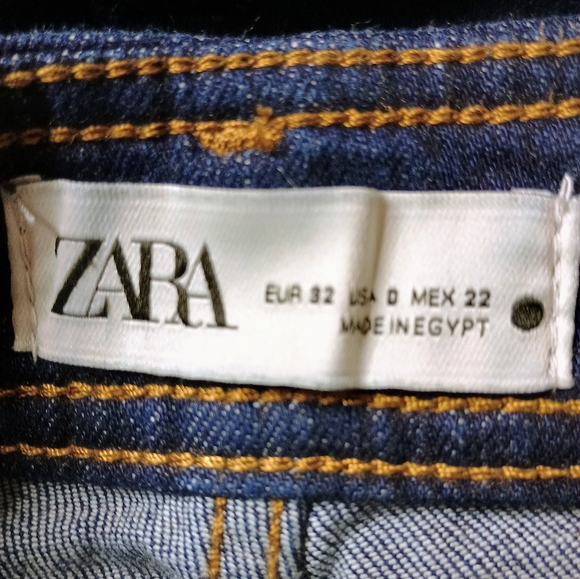 ZARA
EUR 32 USA 0 MEX 22
MADE IN EGYPT